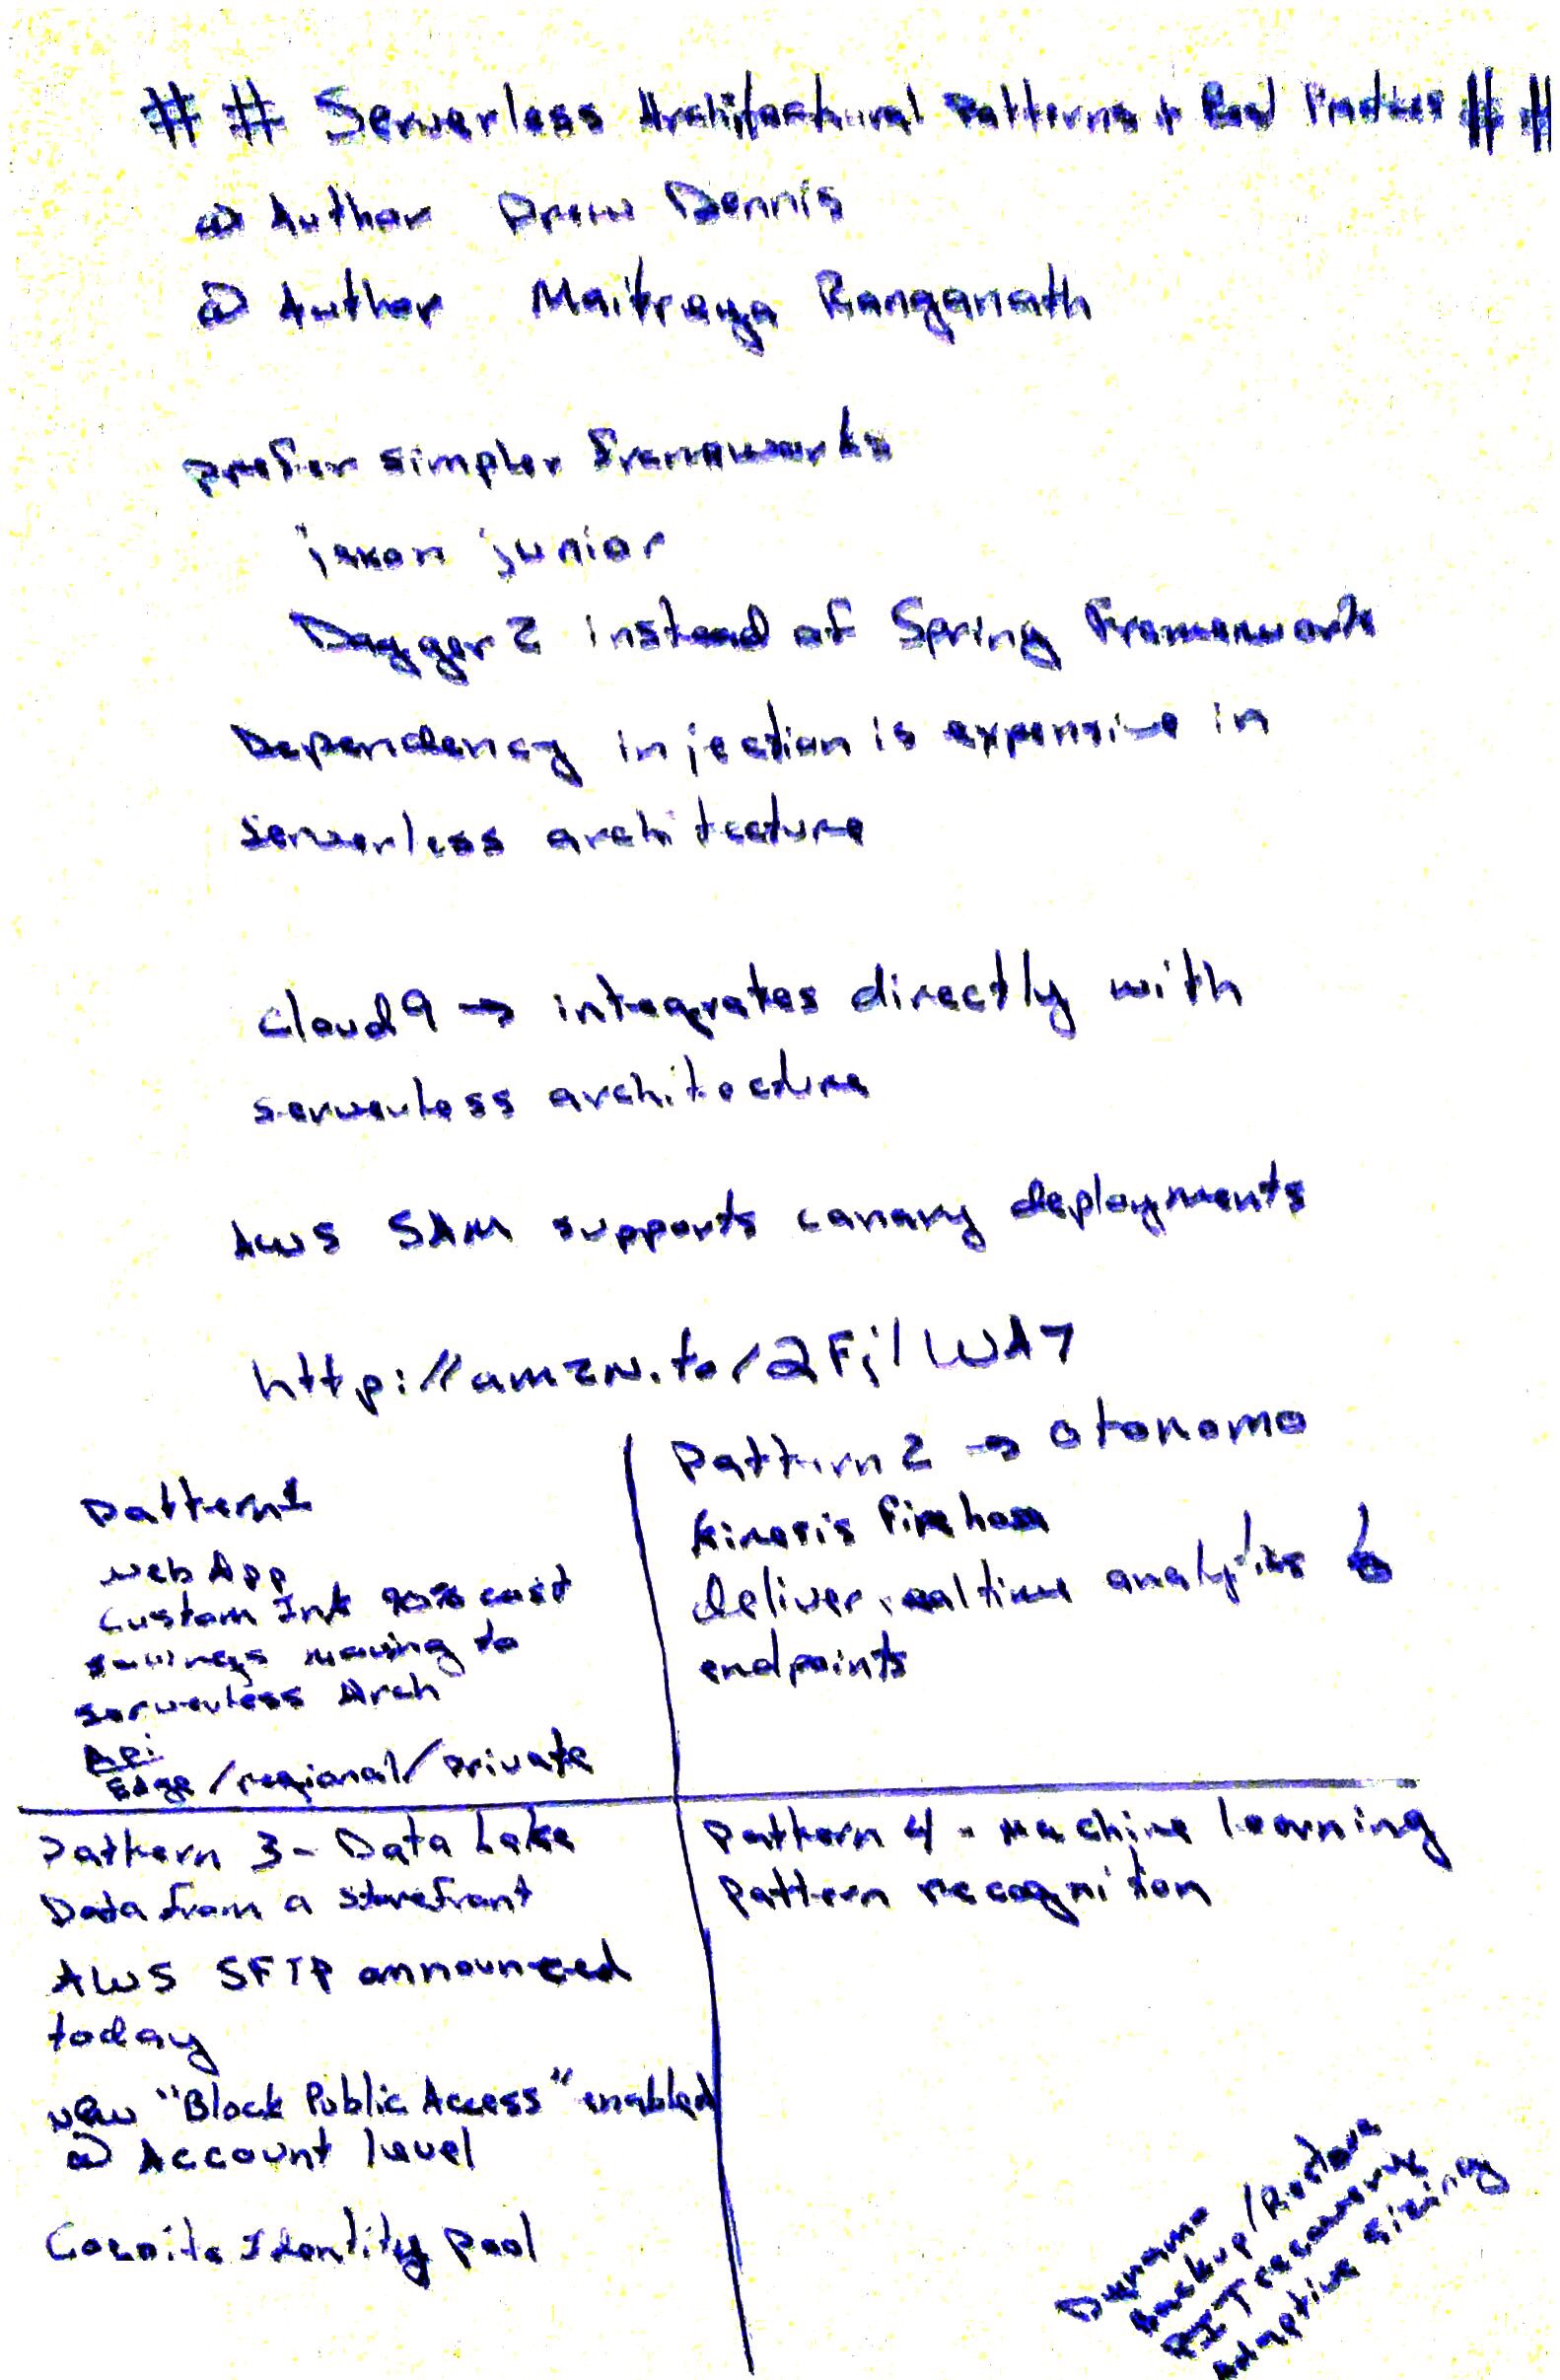 ## Serverless Architectural Patterns + Best Practices ##
@ Author Drew Dennis
@ Author Maitreya Ranganath
prefer simpler frameworks
jackson junior
Dagger2 instead of Spring Framework
Dependency injection is expensive in
Serverless architecture
Cloud9 → integrates directly with
serverless architecture
AWS SAM supports canary deployments
http://amzn.to/2FjlWA7
Pattern 1
Web App
Custom Ink 90% cost
savings moving to
serverless Arch
Api
Edge/regional/private
Pattern 2 → otonomo
kinesis firehose
deliver realtime analytics to
endpoints
Pattern 3 - Data Lake
Data from a storefront
AWS SFTP announced
today
new "Block Public Access" enabled
@ Account level
Cognito Identity Pool
Pattern 4 - Machine learning
Pattern recognition
Dynamo
Backup/Restore
PIT recovery
adaptive sizing